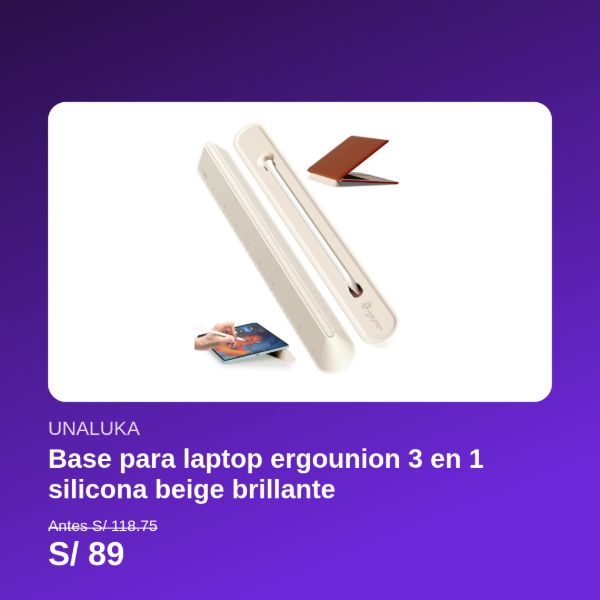 UNALUKA
Base para laptop ergounion 3 en 1
silicona beige brillante
Antes S/ 118.75
S/ 89